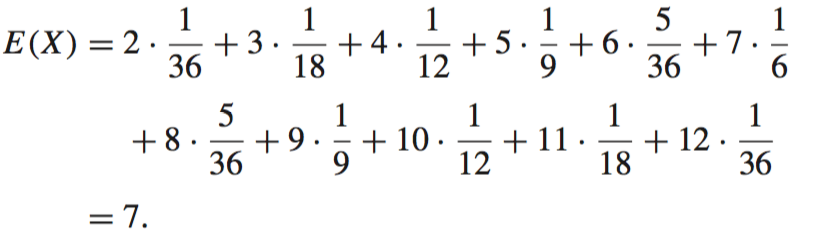 E(X) = 2 · 1/36 + 3 · 1/18 + 4 · 1/12 + 5 · 1/9 + 6 · 5/36 + 7 · 1/6
+ 8 · 5/36 + 9 · 1/9 + 10 · 1/12 + 11 · 1/18 + 12 · 1/36
= 7.